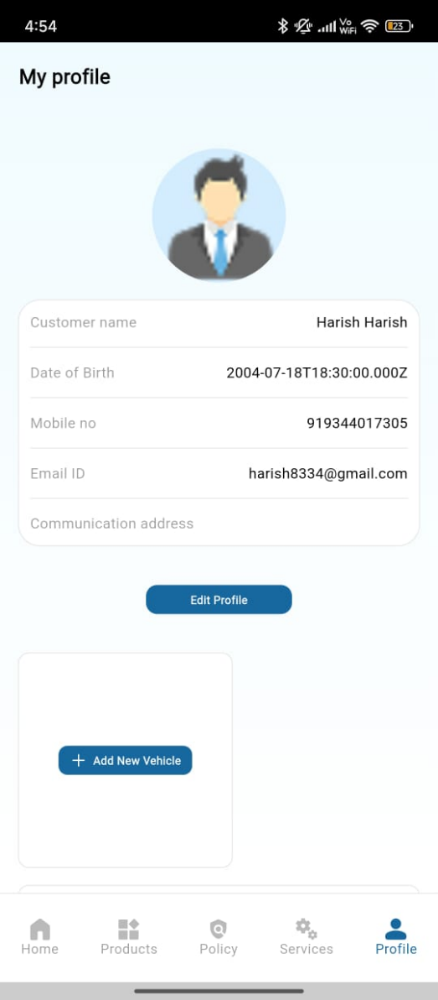 4:54
Vo
WiFi
23
My profile
Customer name Harish Harish
Date of Birth 2004-07-18T18:30:00.000Z
Mobile no 919344017305
Email ID harish8334@gmail.com
Communication address
Edit Profile
+ Add New Vehicle
Home Products Policy Services Profile